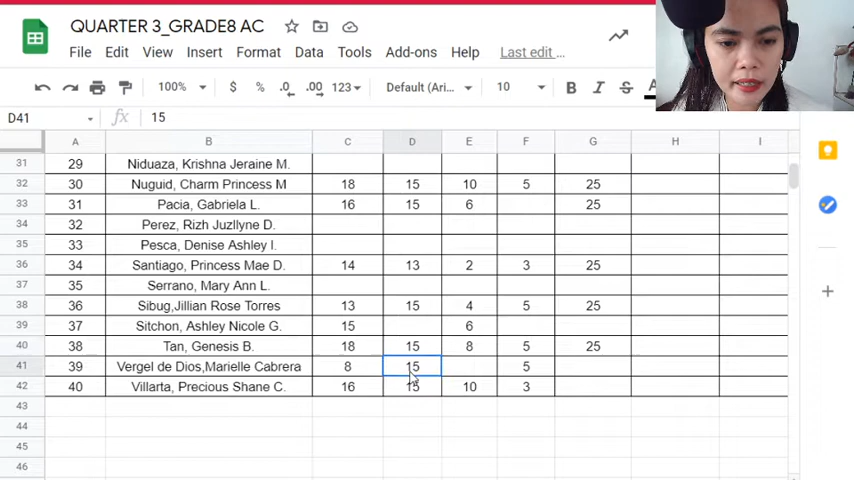 QUARTER 3_GRADE8 AC
File Edit View Insert Format Data Tools Add-ons Help Last edit ...
100% $ % .0 .00 123 Default (Ari... 10 B I S A
D41 fx 15
A B C D E F G H I
31 29 Niduaza, Krishna Jeraine M.
32 30 Nuguid, Charm Princess M 18 15 10 5 25
33 31 Pacia, Gabriela L. 16 15 6 25
34 32 Perez, Rizh Juzllyne D.
35 33 Pesca, Denise Ashley I.
36 34 Santiago, Princess Mae D. 14 13 2 3 25
37 35 Serrano, Mary Ann L.
38 36 Sibug,Jillian Rose Torres 13 15 4 5 25
39 37 Sitchon, Ashley Nicole G. 15 6
40 38 Tan, Genesis B. 18 15 8 5 25
41 39 Vergel de Dios,Marielle Cabrera 8 15 5
42 40 Villarta, Precious Shane C. 16 15 10 3
43
44
45
46